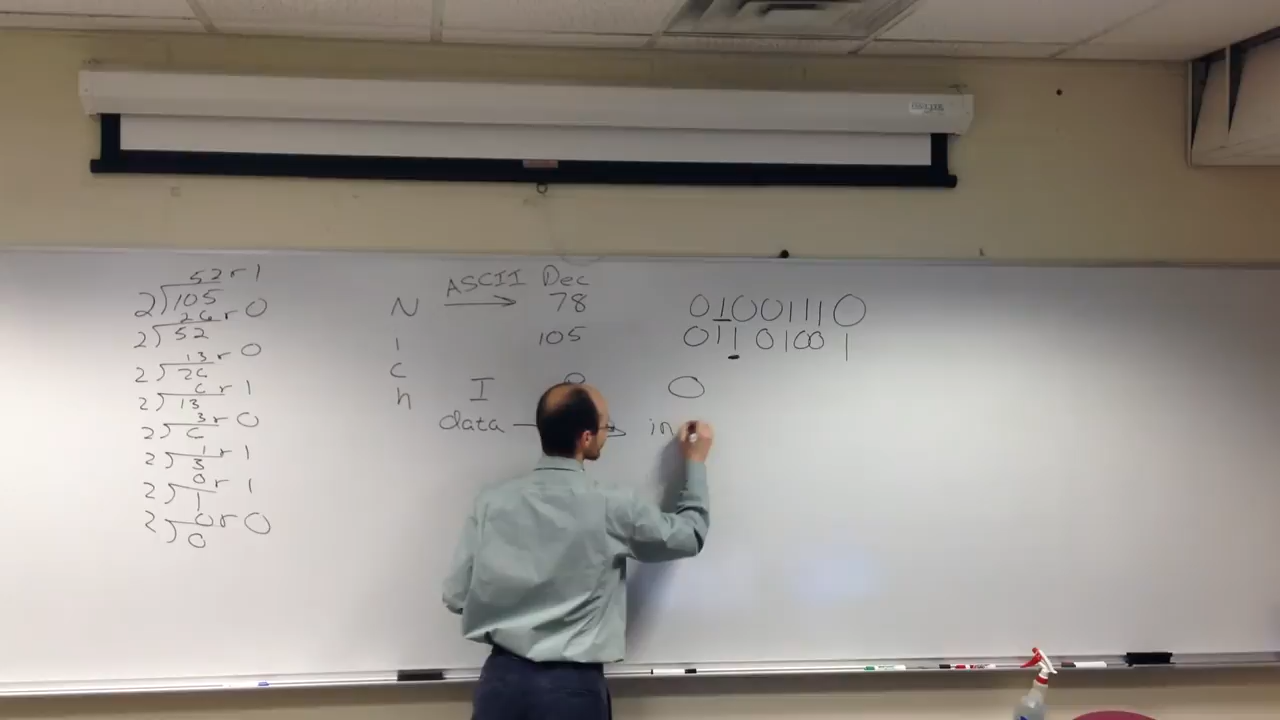 52 r 1
2)105
26 r 0
2)52
13 r 0
2)26
6 r 1
2)13
3 r 0
2)6
1 r 1
2)3
0 r 1
2)1
0 r 0
2)0
N ASCII Dec
78 01001110
i 105 01101001
c
h I 0
data in